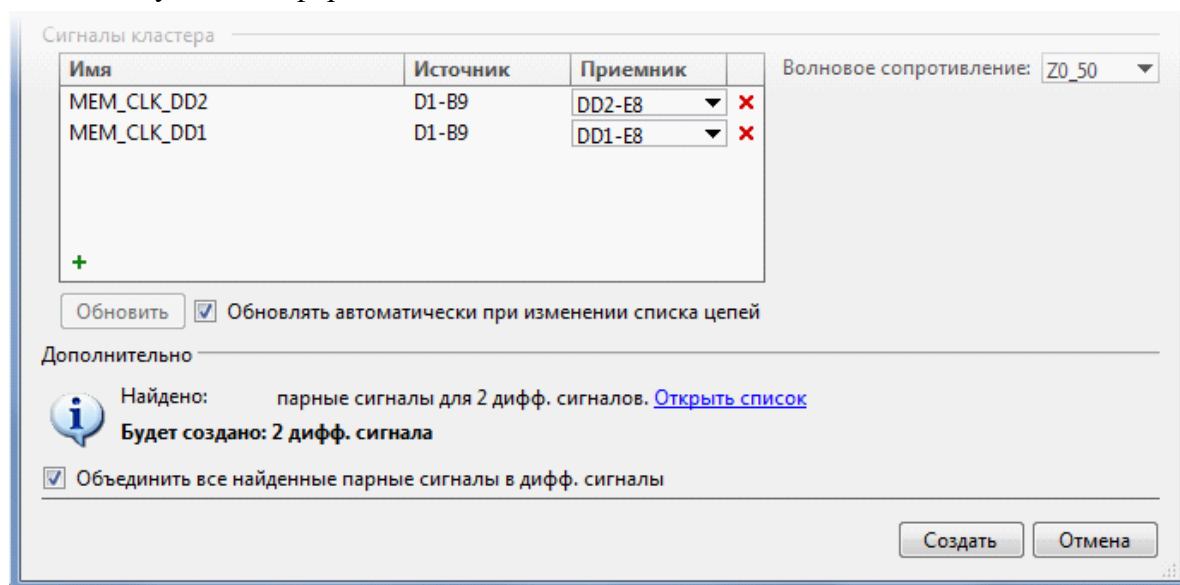 Сигналы кластера
Имя Источник Приемник Волновое сопротивление: Z0_50
MEM_CLK_DD2 D1-B9 DD2-E8
MEM_CLK_DD1 D1-B9 DD1-E8
Обновить Обновлять автоматически при изменении списка цепей
Дополнительно
Найдено: парные сигналы для 2 дифф. сигналов. Открыть список
Будет создано: 2 дифф. сигнала
Объединить все найденные парные сигналы в дифф. сигналы
Создать Отмена